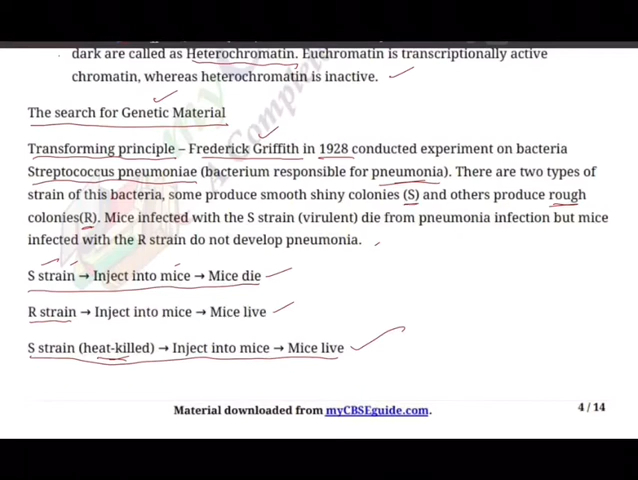 dark are called as Heterochromatin. Euchromatin is transcriptionally active
chromatin, whereas heterochromatin is inactive.
The search for Genetic Material
Transforming principle – Frederick Griffith in 1928 conducted experiment on bacteria
Streptococcus pneumoniae (bacterium responsible for pneumonia). There are two types of
strain of this bacteria, some produce smooth shiny colonies (S) and others produce rough
colonies(R). Mice infected with the S strain (virulent) die from pneumonia infection but mice
infected with the R strain do not develop pneumonia.
S strain → Inject into mice → Mice die
R strain → Inject into mice → Mice live
S strain (heat-killed) → Inject into mice → Mice live
Material downloaded from myCBSEguide.com.
4 / 14